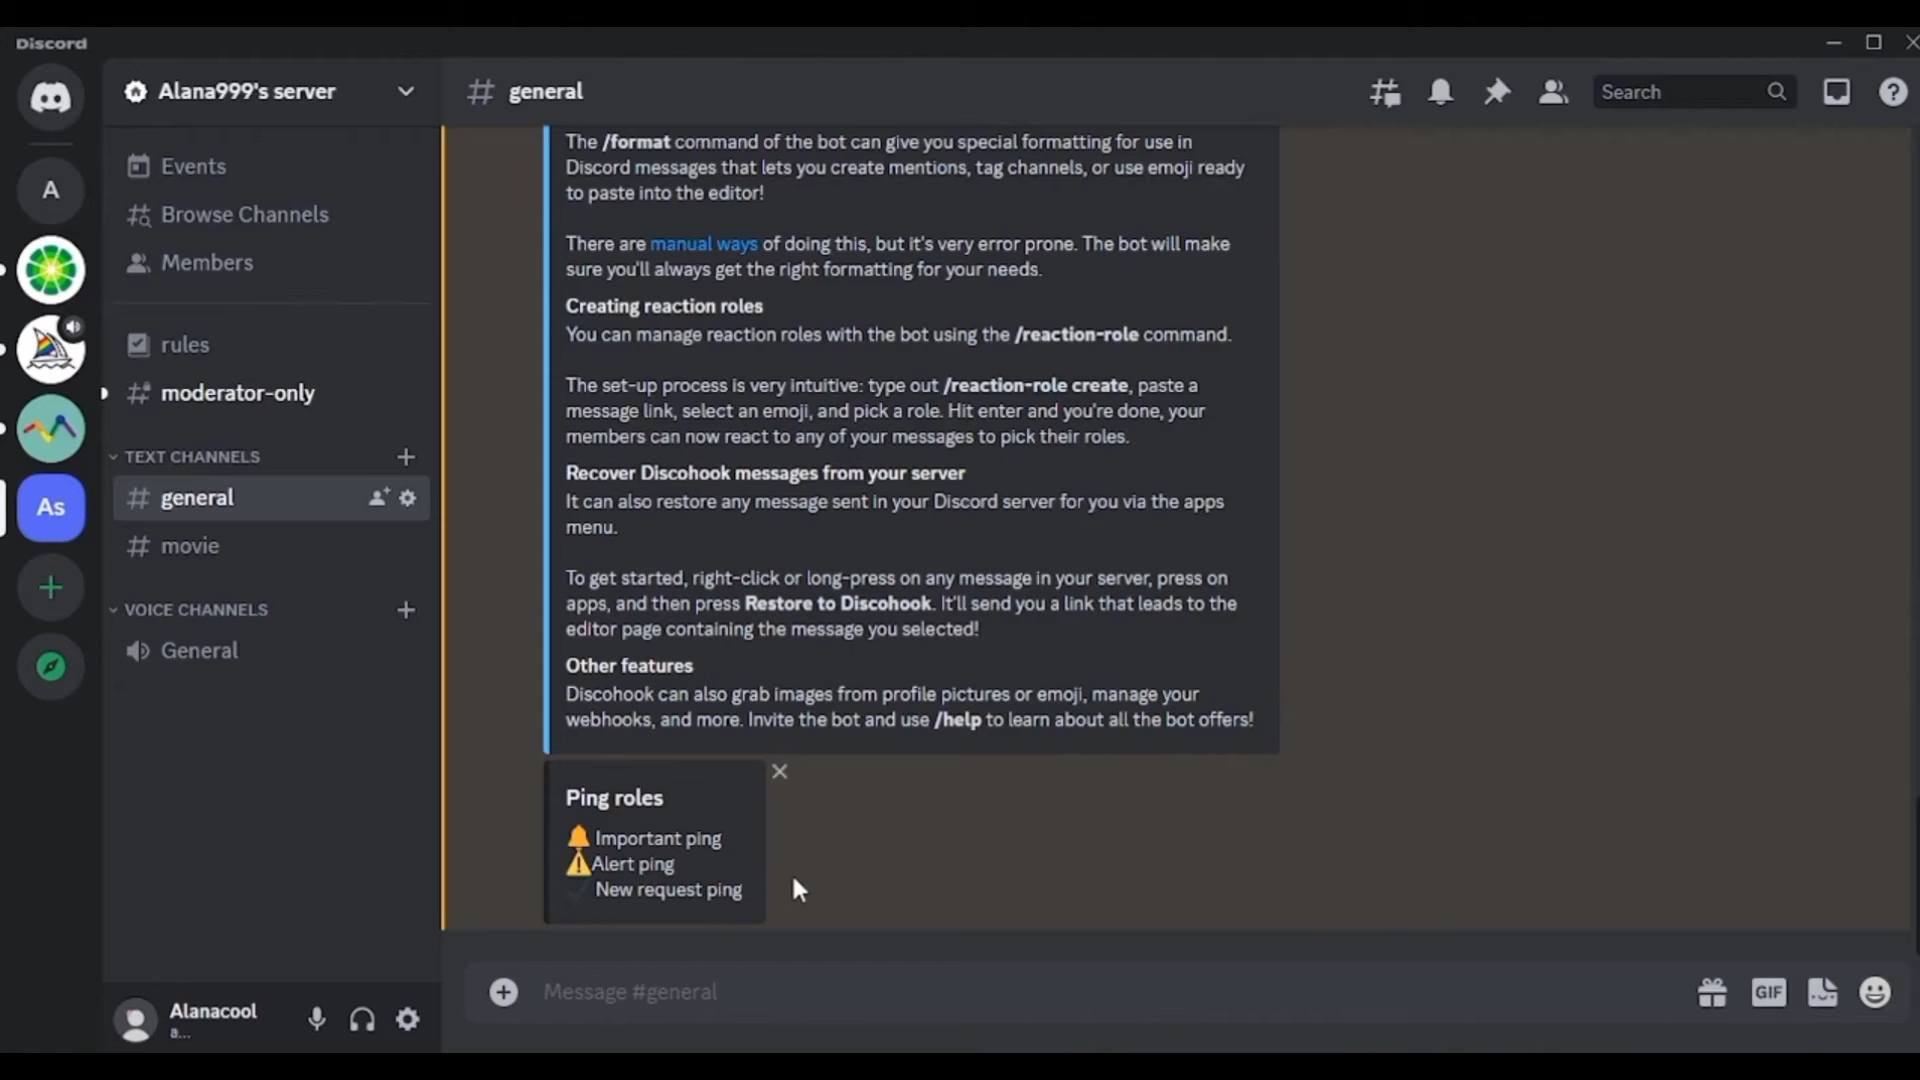 Discord
Alana999's server
general
Search
Events
Browse Channels
Members
rules
moderator-only
TEXT CHANNELS
general
movie
VOICE CHANNELS
General
A
As
Alanacool
a...
The /format command of the bot can give you special formatting for use in
Discord messages that lets you create mentions, tag channels, or use emoji ready
to paste into the editor!
There are manual ways of doing this, but it's very error prone. The bot will make
sure you'll always get the right formatting for your needs.
Creating reaction roles
You can manage reaction roles with the bot using the /reaction-role command.
The set-up process is very intuitive: type out /reaction-role create, paste a
message link, select an emoji, and pick a role. Hit enter and you're done, your
members can now react to any of your messages to pick their roles.
Recover Discohook messages from your server
It can also restore any message sent in your Discord server for you via the apps
menu.
To get started, right-click or long-press on any message in your server, press on
apps, and then press Restore to Discohook. It'll send you a link that leads to the
editor page containing the message you selected!
Other features
Discohook can also grab images from profile pictures or emoji, manage your
webhooks, and more. Invite the bot and use /help to learn about all the bot offers!
Ping roles
Important ping
Alert ping
New request ping
Message #general
GIF